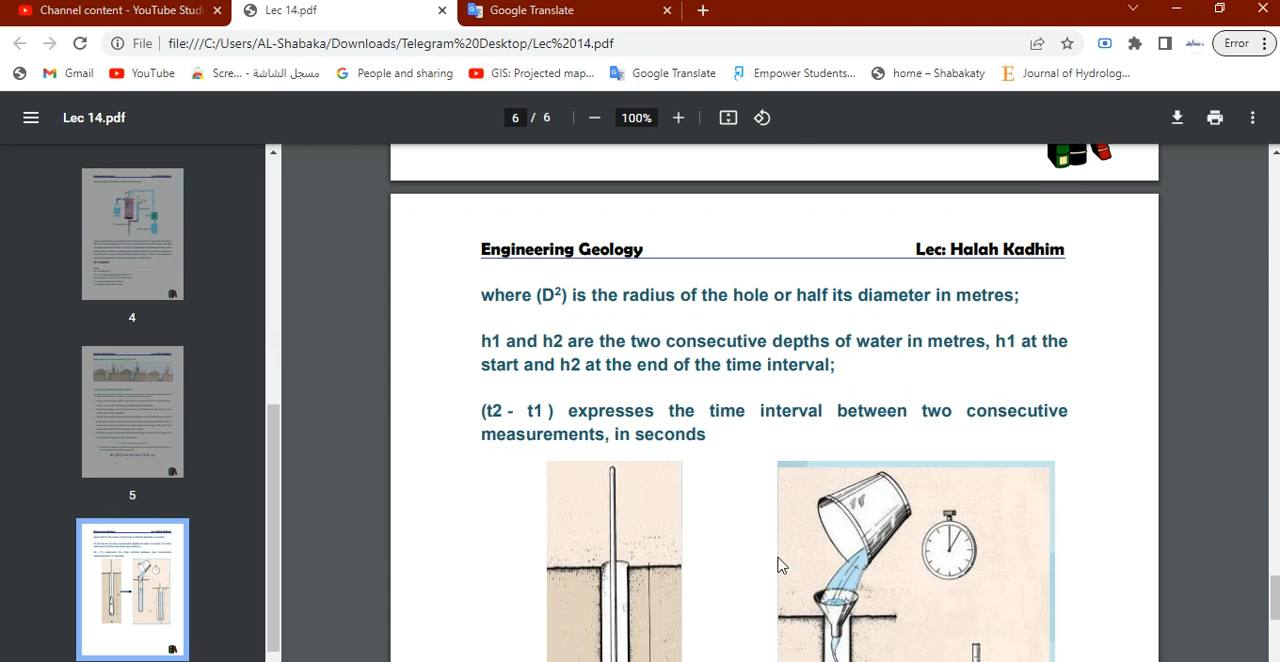 Channel content - YouTube Studi
Lec 14.pdf
Google Translate
File
file:///C:/Users/AL-Shabaka/Downloads/Telegram%20Desktop/Lec%2014.pdf
Error
Gmail
YouTube
Scre... - مسجل الشاشة
People and sharing
GIS: Projected map...
Google Translate
Empower Students...
home – Shabakaty
Journal of Hydrolog...
Lec 14.pdf
6 / 6
100%
4
5
Engineering Geology
Lec: Halah Kadhim
where (D²) is the radius of the hole or half its diameter in metres;
h1 and h2 are the two consecutive depths of water in metres, h1 at the
start and h2 at the end of the time interval;
(t2 - t1 ) expresses the time interval between two consecutive
measurements, in seconds